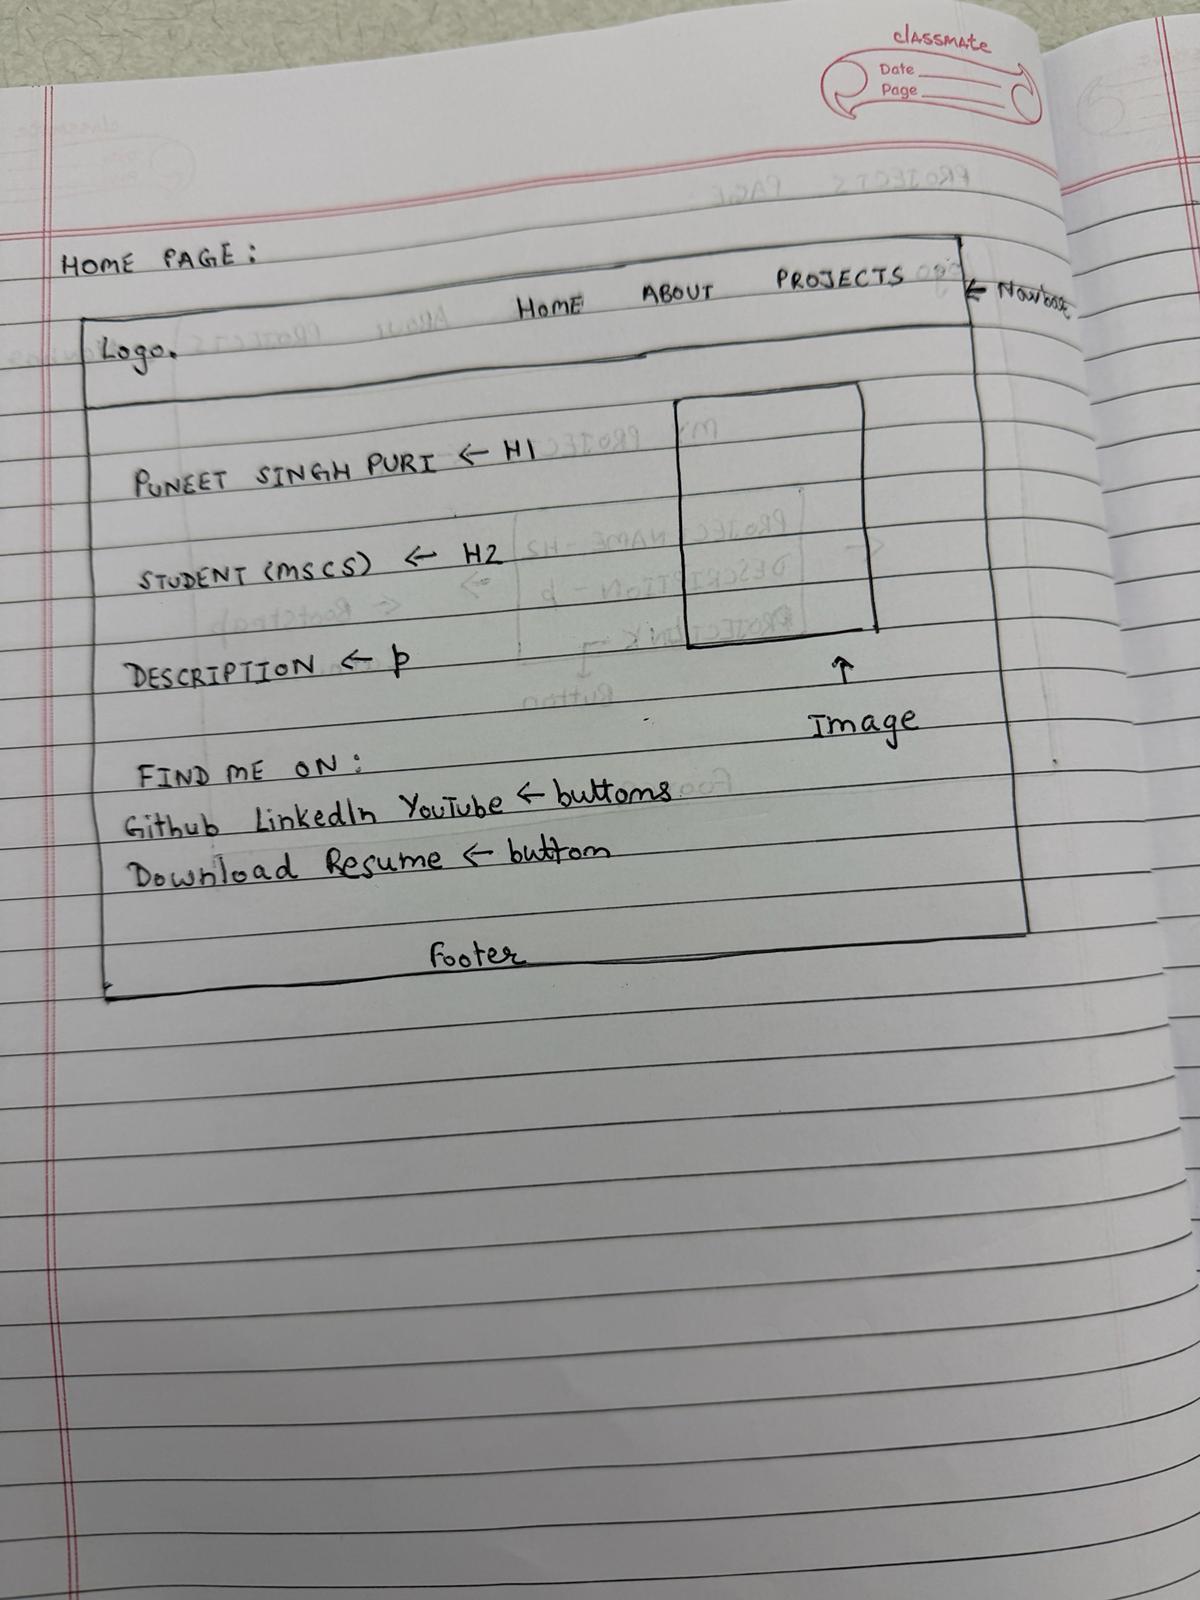 classmate
Date
Page
HOME PAGE:
Logo. HOME ABOUT PROJECTS ← Navbar
PUNEET SINGH PURI ← H1
STUDENT (MSCS) ← H2
DESCRIPTION ← p
↑
Image
FIND ME ON:
Github LinkedIn YouTube ← buttons
Download Resume ← button
Footer